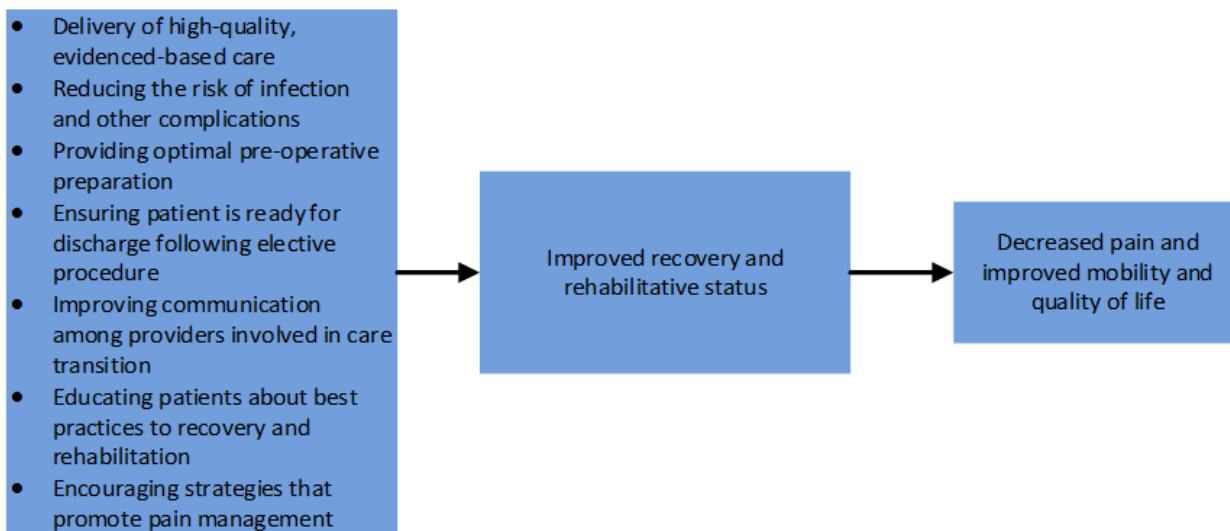 ● Delivery of high-quality,
evidenced-based care
● Reducing the risk of infection
and other complications
● Providing optimal pre-operative
preparation
● Ensuring patient is ready for
discharge following elective
procedure
● Improving communication
among providers involved in care
transition
● Educating patients about best
practices to recovery and
rehabilitation
● Encouraging strategies that
promote pain management
Improved recovery and
rehabilitative status
Decreased pain and
improved mobility and
quality of life